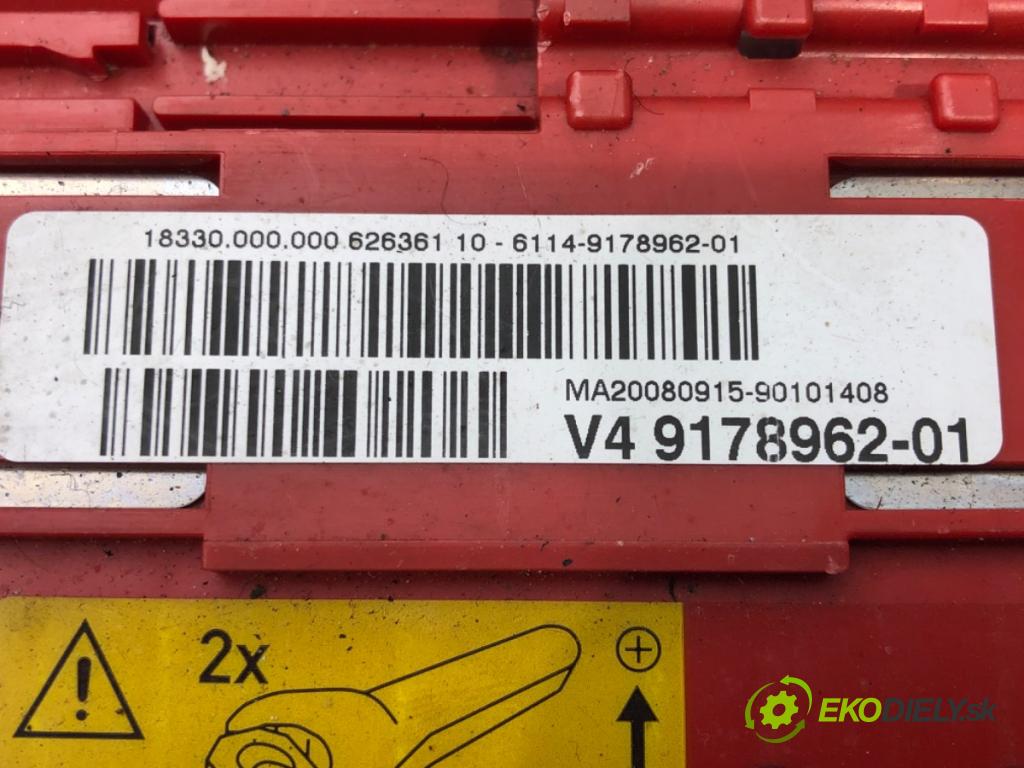 18330.000.000 626361 10 - 6114-9178962-01
MA20080915-90101408
V4 9178962-01
2x
EKODIELY.sk